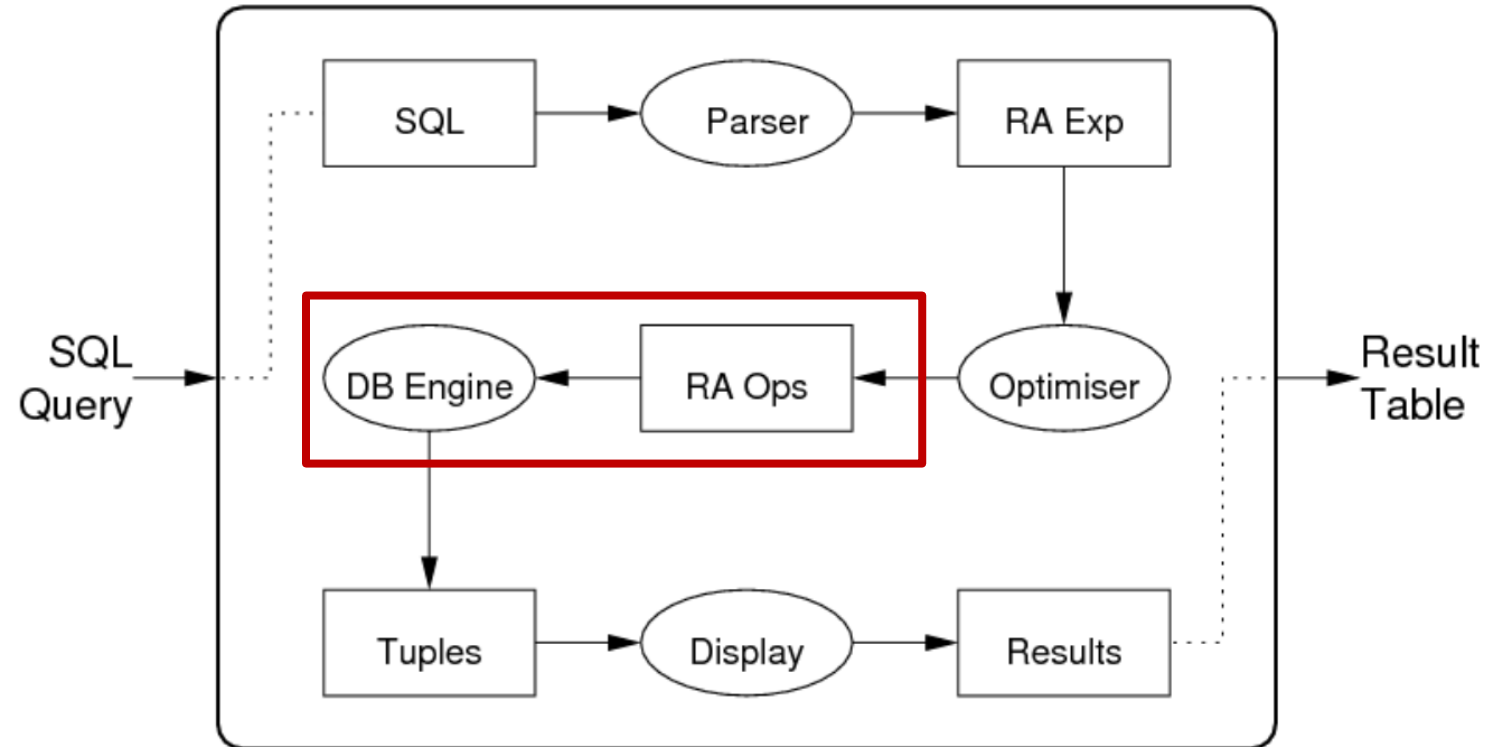 SQL
Query
SQL
Parser
RA Exp
DB Engine
RA Ops
Optimiser
Tuples
Display
Results
Result
Table